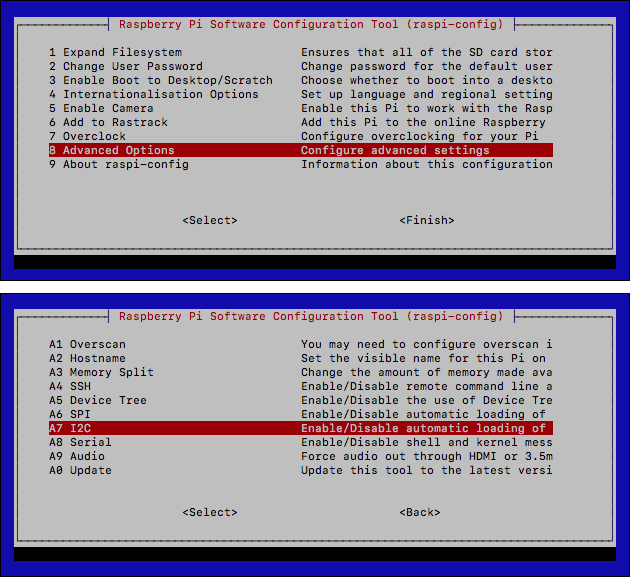 Raspberry Pi Software Configuration Tool (raspi-config)
1 Expand Filesystem Ensures that all of the SD card stor
2 Change User Password Change password for the default user
3 Enable Boot to Desktop/Scratch Choose whether to boot into a deskto
4 Internationalisation Options Set up language and regional setting
5 Enable Camera Enable this Pi to work with the Rasp
6 Add to Rastrack Add this Pi to the online Raspberry
7 Overclock Configure overclocking for your Pi
8 Advanced Options Configure advanced settings
9 About raspi-config Information about this configuration
<Select> <Finish>
Raspberry Pi Software Configuration Tool (raspi-config)
A1 Overscan You may need to configure overscan i
A2 Hostname Set the visible name for this Pi on
A3 Memory Split Change the amount of memory made ava
A4 SSH Enable/Disable remote command line a
A5 Device Tree Enable/Disable the use of Device Tre
A6 SPI Enable/Disable automatic loading of
A7 I2C Enable/Disable automatic loading of
A8 Serial Enable/Disable shell and kernel mess
A9 Audio Force audio out through HDMI or 3.5m
A0 Update Update this tool to the latest versi
<Select> <Back>